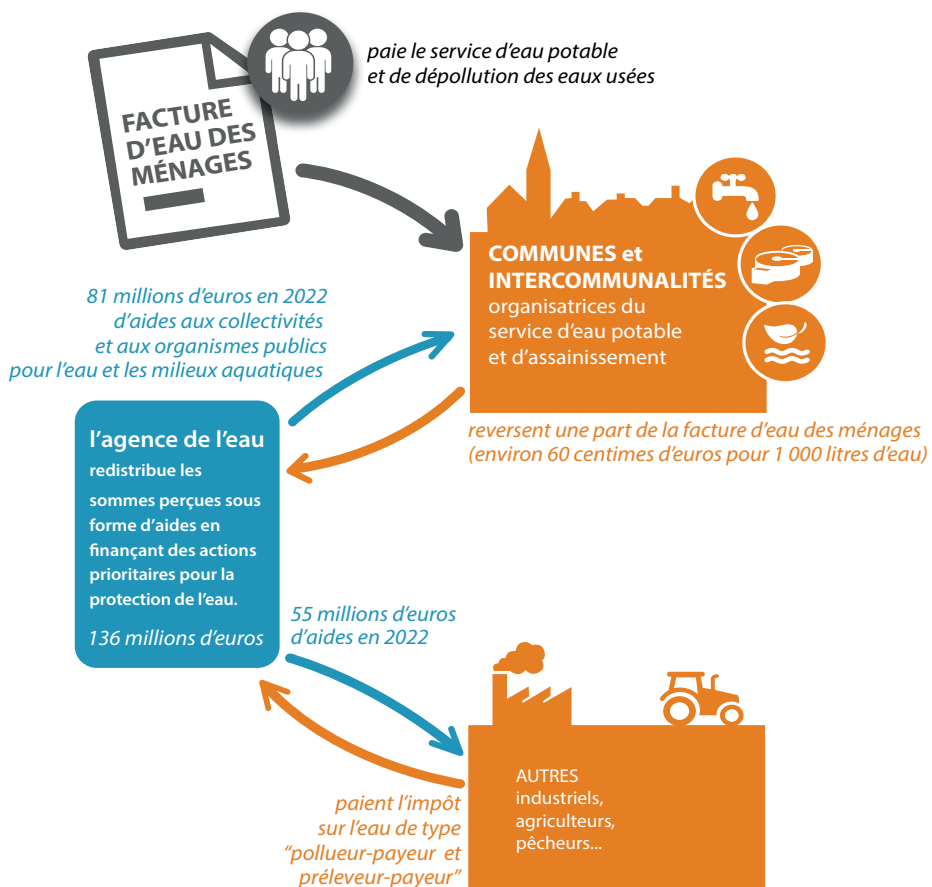 paie le service d'eau potable
et de dépollution des eaux usées
FACTURE
D'EAU DES
MÉNAGES
COMMUNES et
INTERCOMMUNALITÉS
organisatrices du
service d'eau potable
et d'assainissement
81 millions d'euros en 2022
d'aides aux collectivités
et aux organismes publics
pour l'eau et les milieux aquatiques
reversent une part de la facture d'eau des ménages
(environ 60 centimes d'euros pour 1 000 litres d'eau)
l'agence de l'eau
redistribue les
sommes perçues sous
forme d'aides en
finançant des actions
prioritaires pour la
protection de l'eau.
136 millions d'euros
55 millions d'euros
d'aides en 2022
AUTRES
industriels,
agriculteurs,
pêcheurs...
paient l'impôt
sur l'eau de type
"pollueur-payeur et
préleveur-payeur"